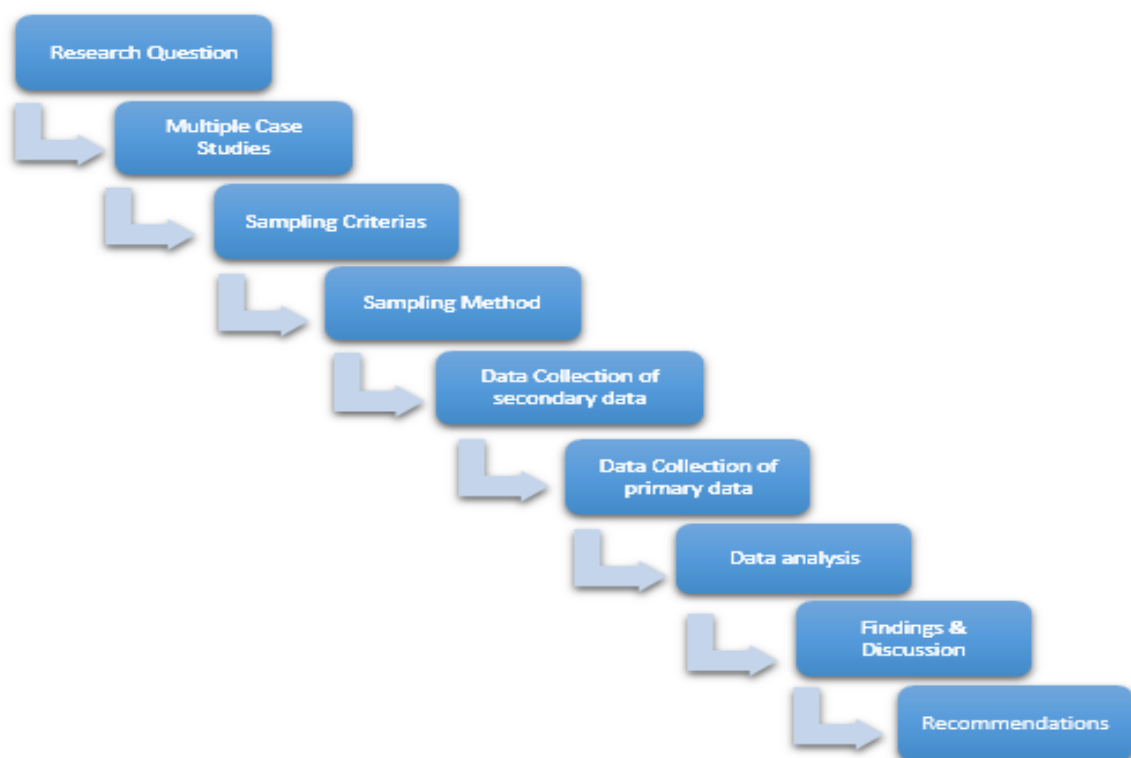 Research Question
Multiple Case
Studies
Sampling Criterias
Sampling Method
Data Collection of
secondary data
Data Collection of
primary data
Data analysis
Findings &
Discussion
Recommendations